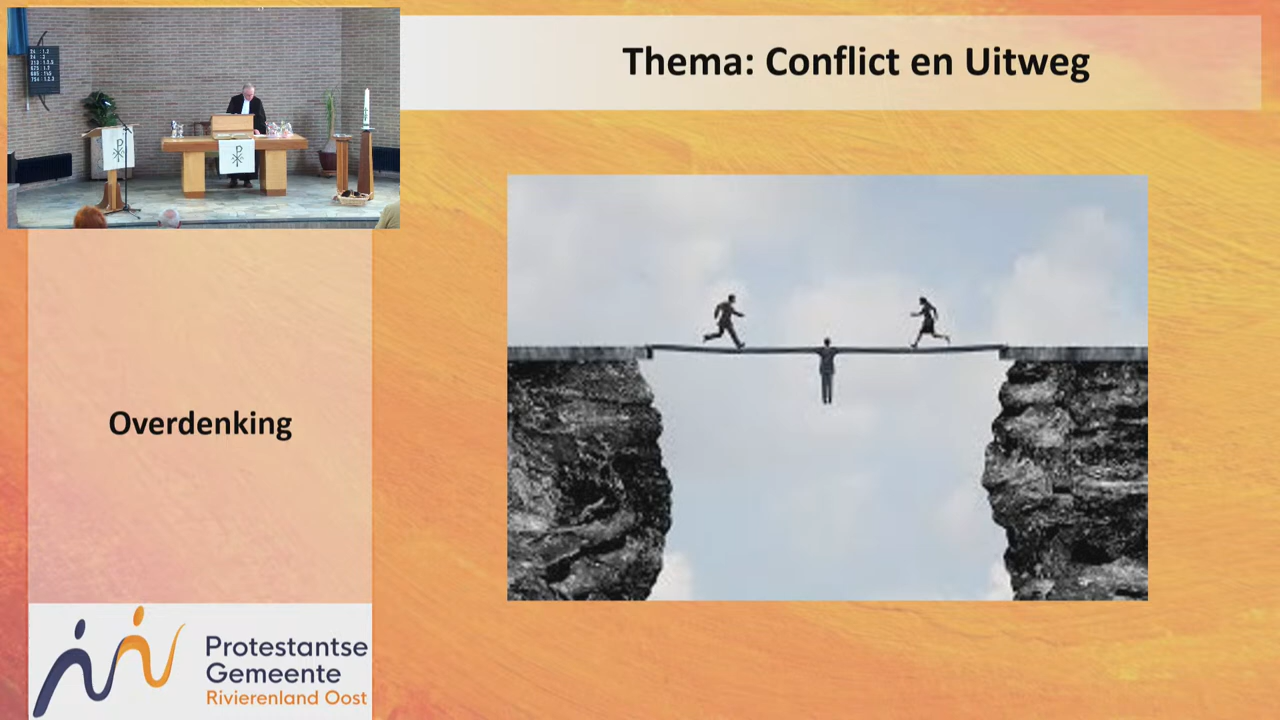 Thema: Conflict en Uitweg
Overdenking
Protestantse
Gemeente
Rivierenland Oost